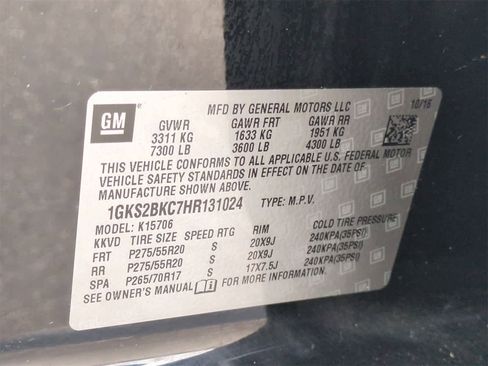 GM
MFD BY GENERAL MOTORS LLC 10/16
GVWR GAWR FRT GAWR RR
3311 KG 1633 KG 1951 KG
7300 LB 3600 LB 4300 LB
THIS VEHICLE CONFORMS TO ALL APPLICABLE U.S. FEDERAL MOTOR
VEHICLE SAFETY STANDARDS IN EFFECT ON THE DATE OF
MANUFACTURE SHOWN ABOVE.
1GKS2BKC7HR131024 TYPE: M.P.V.
MODEL: K15706
KKVD TIRE SIZE SPEED RTG RIM COLD TIRE PRESSURE
FRT P275/55R20 S 20X9J 240KPA(35PSI)
RR P275/55R20 S 20X9J 240KPA(35PSI)
SPA P265/70R17 S 17X7.5J 240KPA(35PSI)
SEE OWNER'S MANUAL FOR MORE INFORMATION.